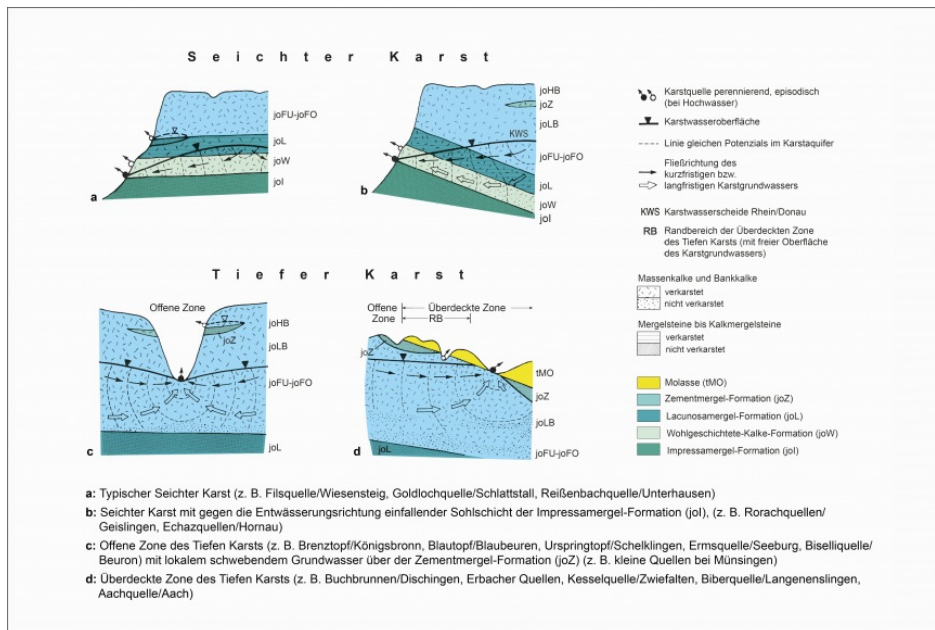 Seichter Karst
joFU-joFO
joL
joW
joI
a
joHB
joZ
joLB
KWS
joFU-joFO
joL
joW
joI
b
Karstquelle perennierend, episodisch
(bei Hochwasser)
Karstwasseroberfläche
Linie gleichen Potenzials im Karstaquifer
Fließrichtung des
kurzfristigen bzw.
langfristigen Karstgrundwassers
KWS Karstwasserscheide Rhein/Donau
RB Randbereich der Überdeckten Zone
des Tiefen Karsts (mit freier Oberfläche
des Karstgrundwassers)
Massenkalke und Bankkalke
verkarstet
nicht verkarstet
Mergelsteine bis Kalkmergelsteine
verkarstet
nicht verkarstet
Molasse (tMO)
Zementmergel-Formation (joZ)
Lacunosamergel-Formation (joL)
Wohlgeschichtete-Kalke-Formation (joW)
Impressamergel-Formation (joI)
Tiefer Karst
Offene Zone
joHB
joZ
joLB
joFU-joFO
joL
c
Offene
Zone
Überdeckte Zone
RB
joZ
tMO
joZ
joLB
joL
joFU-joFO
d
a: Typischer Seichter Karst (z. B. Filsquelle/Wiesensteig, Goldlochquelle/Schlattstall, Reißenbachquelle/Unterhausen)
b: Seichter Karst mit gegen die Entwässerungsrichtung einfallender Sohlschicht der Impressamergel-Formation (joI), (z. B. Rorachquellen/
Geislingen, Echazquellen/Hornau)
c: Offene Zone des Tiefen Karsts (z. B. Brenztopf/Königsbronn, Blautopf/Blaubeuren, Urspringtopf/Schelklingen, Ermsquelle/Seeburg, Biselliquelle/
Beuron) mit lokalem schwebendem Grundwasser über der Zementmergel-Formation (joZ) (z. B. kleine Quellen bei Münsingen)
d: Überdeckte Zone des Tiefen Karsts (z. B. Buchbrunnen/Dischingen, Erbacher Quellen, Kesselquelle/Zwiefalten, Biberquelle/Langenenslingen,
Aachquelle/Aach)